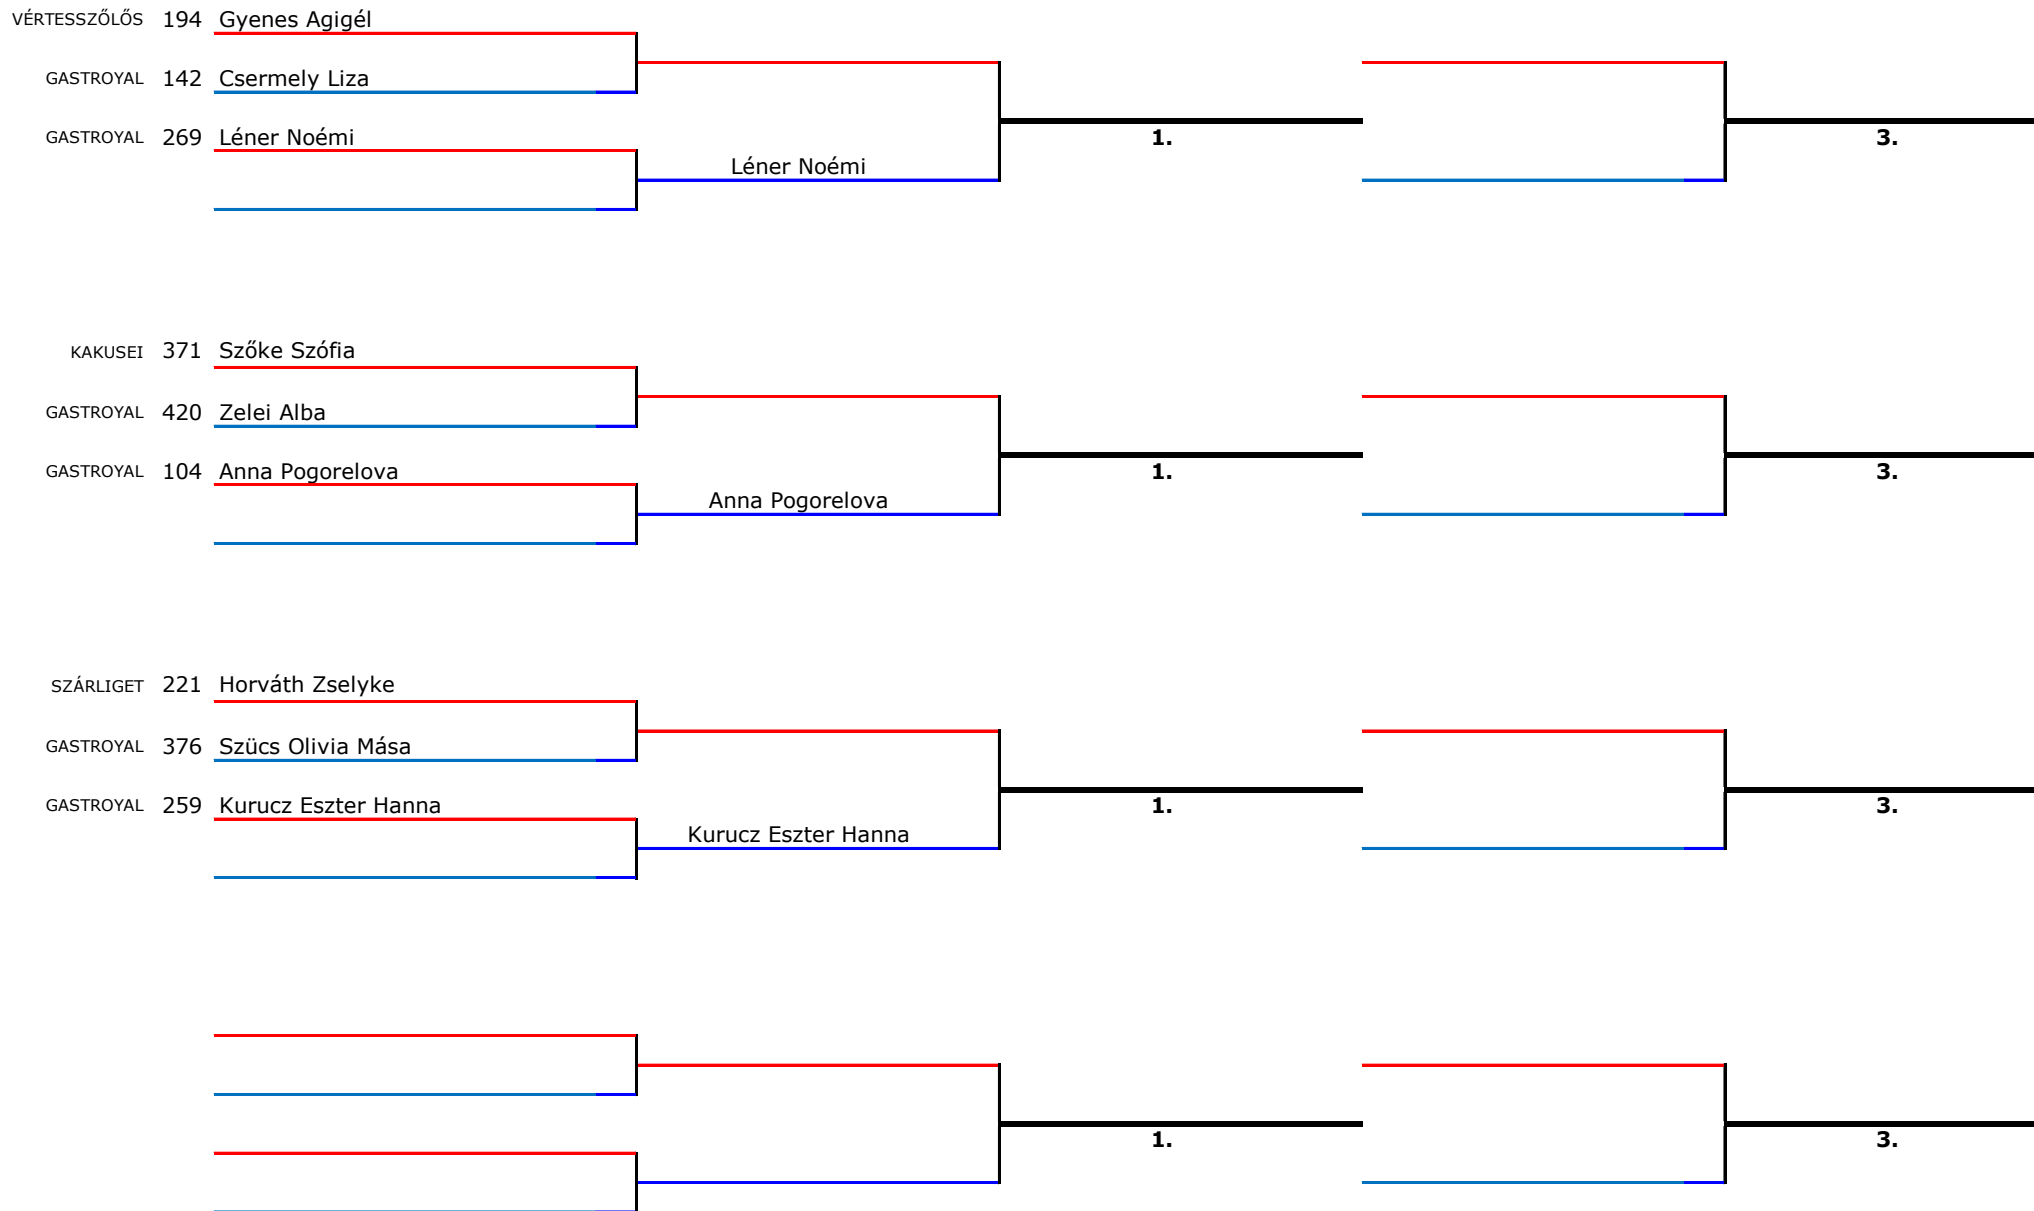 VÉRTESSZŐLŐS 194 Gyenes Agigél
GASTROYAL 142 Csermely Liza
GASTROYAL 269 Léner Noémi
1.
3.
Léner Noémi
KAKUSEI 371 Szőke Szófia
GASTROYAL 420 Zelei Alba
GASTROYAL 104 Anna Pogorelova
1.
3.
Anna Pogorelova
SZÁRLIGET 221 Horváth Zselyke
GASTROYAL 376 Szücs Olivia Mása
GASTROYAL 259 Kurucz Eszter Hanna
1.
3.
Kurucz Eszter Hanna
1.
3.